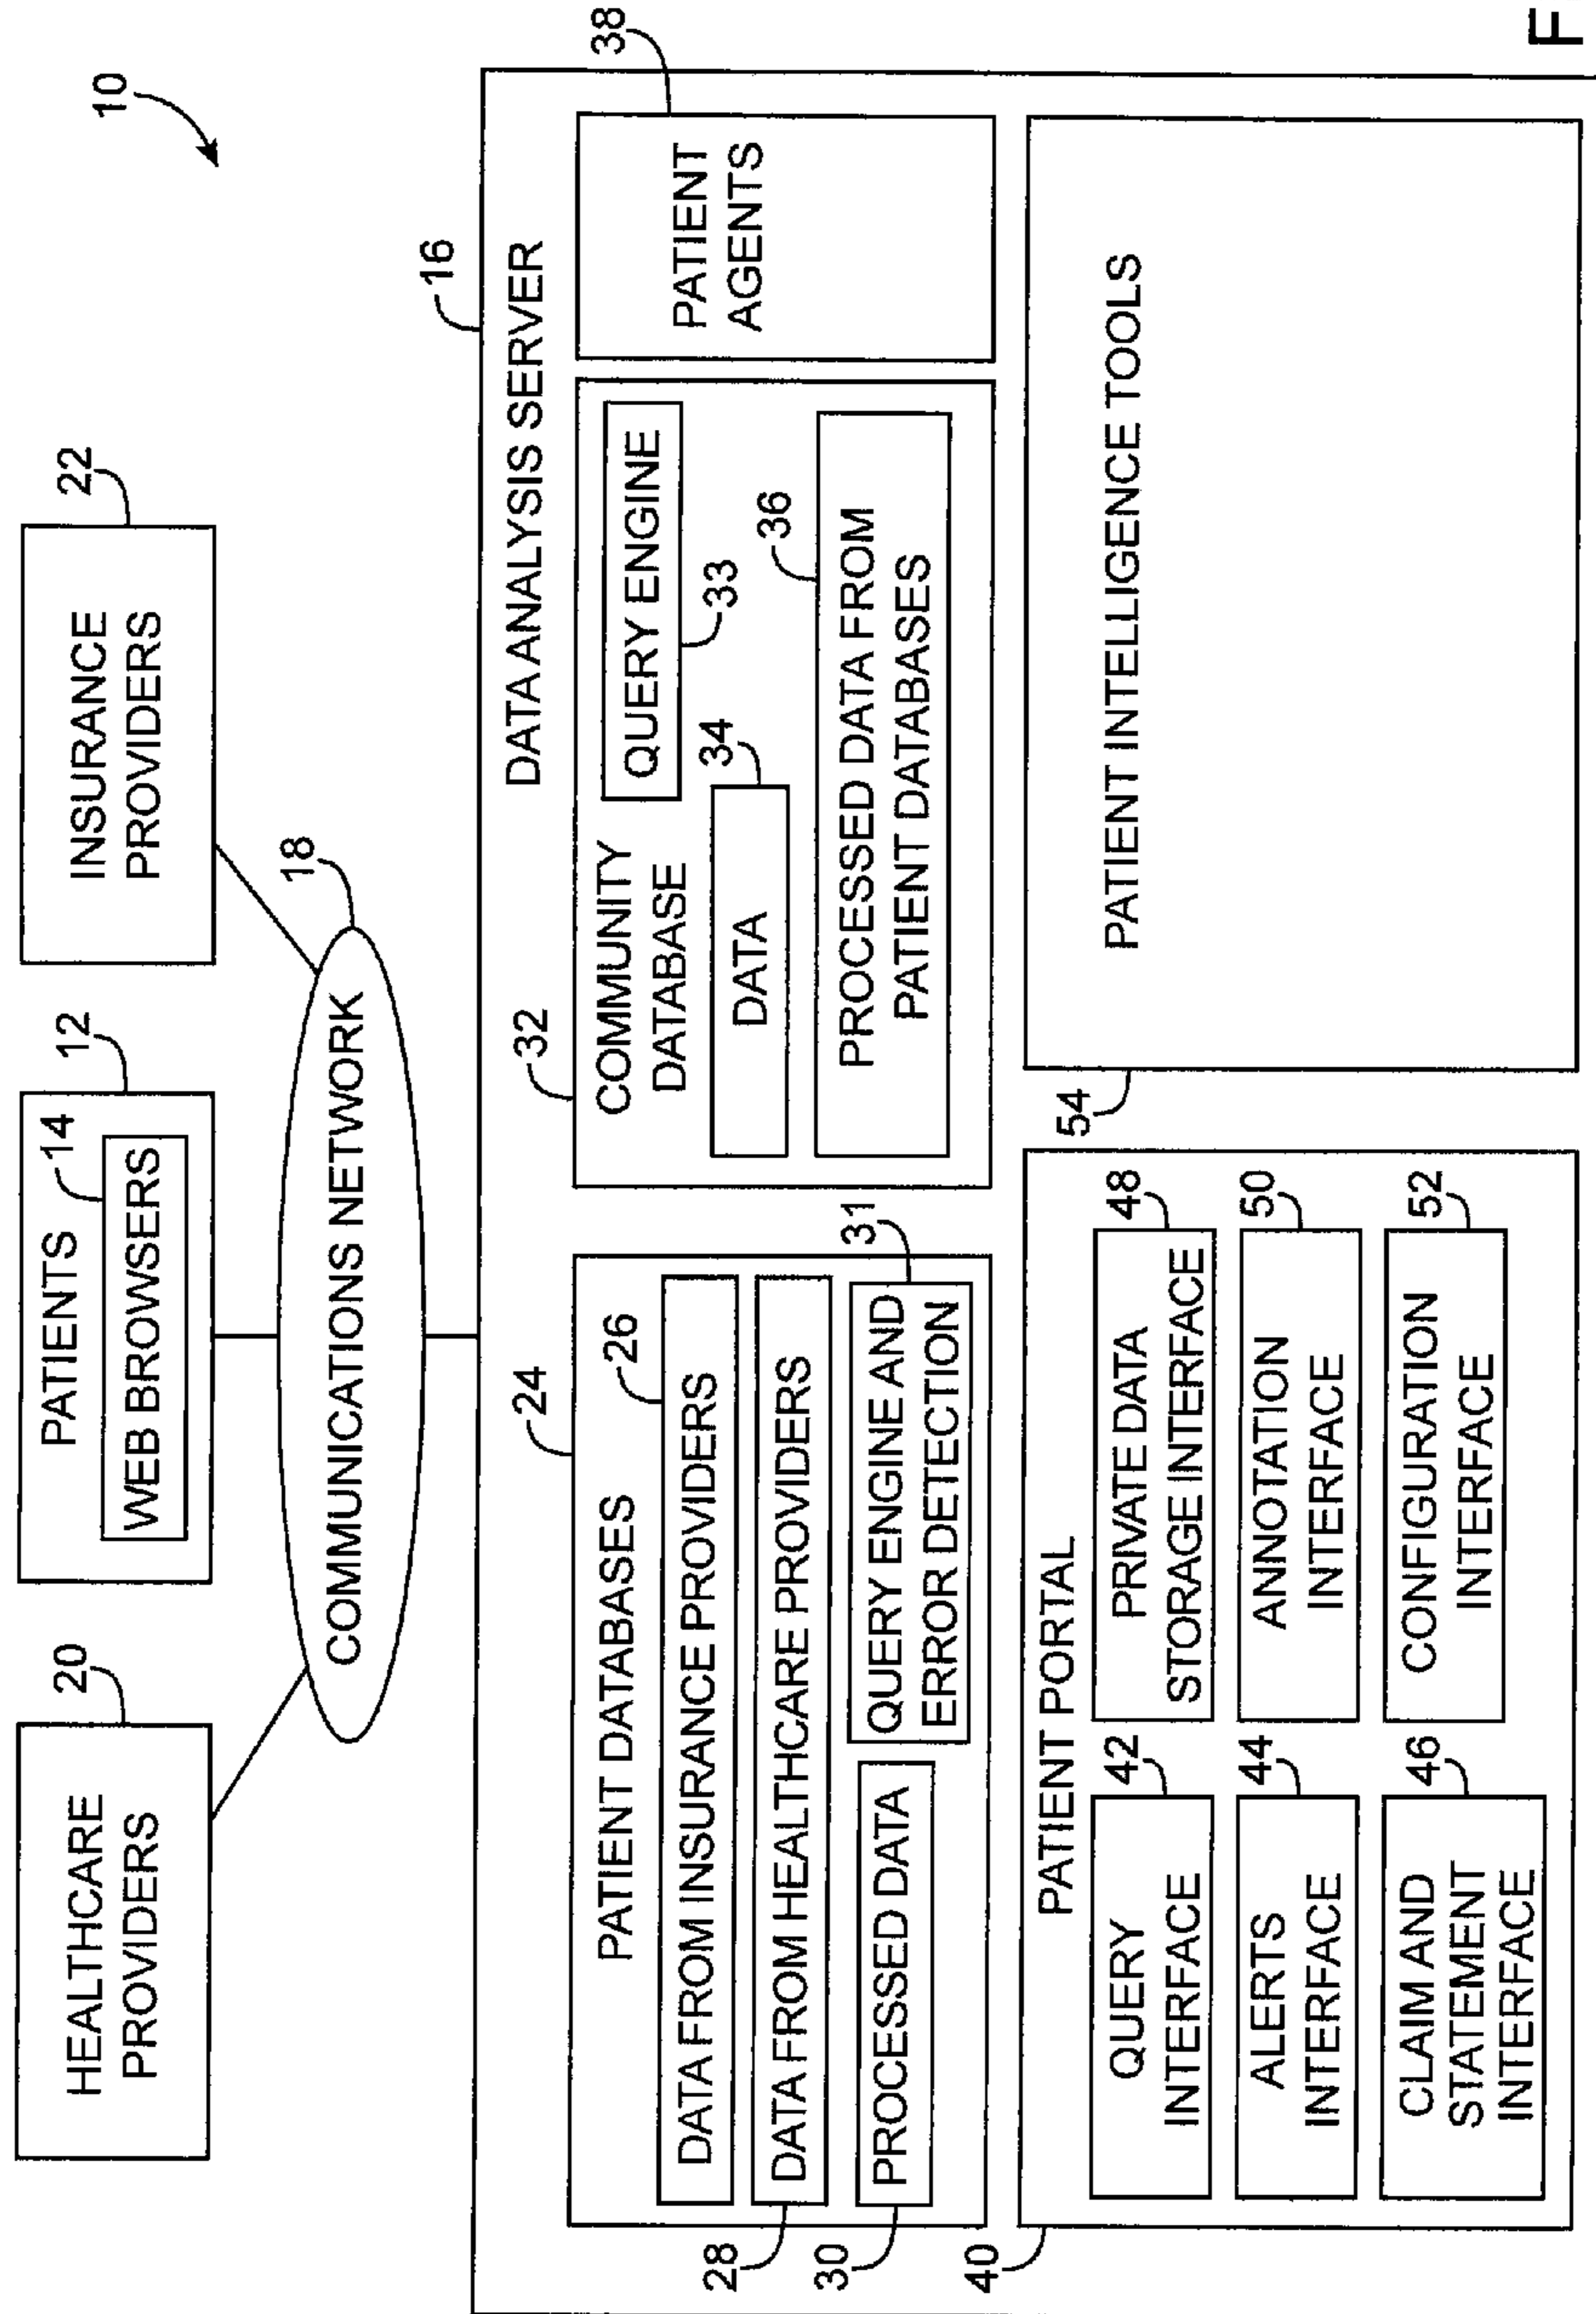 10
HEALTHCARE
PROVIDERS
20
PATIENTS
14
WEB BROWSERS
12
INSURANCE
PROVIDERS
22
COMMUNICATIONS NETWORK
18
DATA ANALYSIS SERVER
16
24
PATIENT DATABASES
26
DATA FROM INSURANCE PROVIDERS
DATA FROM HEALTHCARE PROVIDERS
28
PROCESSED DATA
30
QUERY ENGINE AND
ERROR DETECTION
31
32
COMMUNITY
DATABASE
QUERY ENGINE
33
34
DATA
36
PROCESSED DATA FROM
PATIENT DATABASES
PATIENT
AGENTS
38
40
PATIENT PORTAL
QUERY
INTERFACE
42
ALERTS
INTERFACE
44
CLAIM AND
STATEMENT
INTERFACE
46
PRIVATE DATA
STORAGE INTERFACE
48
ANNOTATION
INTERFACE
50
CONFIGURATION
INTERFACE
52
54
PATIENT INTELLIGENCE TOOLS